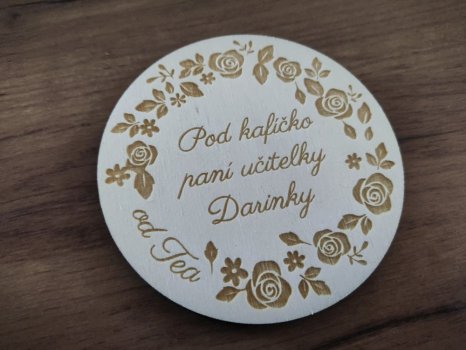 Pod kafíčko
paní učitelky
Darinky
od Tea